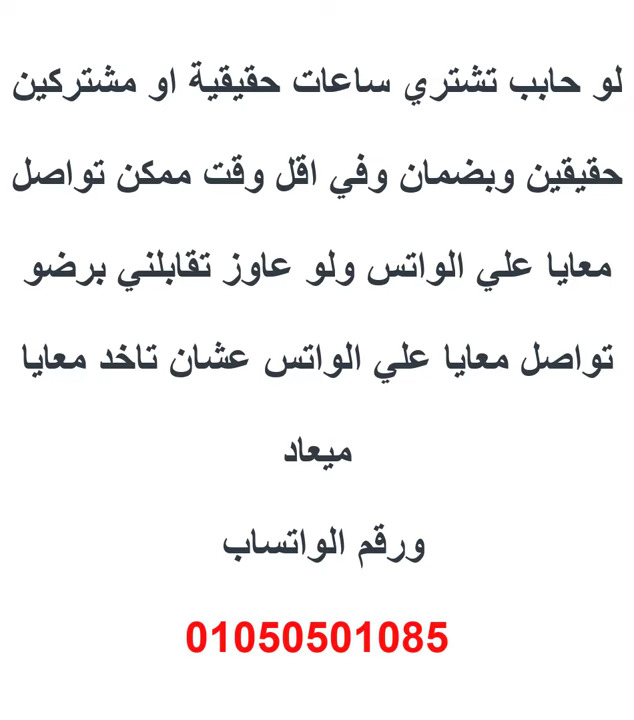 لو حابب تشتري ساعات حقيقية او مشتركين
حقيقين وبضمان وفي اقل وقت ممكن تواصل
معايا علي الواتس ولو عاوز تقابلني برضو
تواصل معايا علي الواتس عشان تاخد معايا
ميعاد
ورقم الواتساب
01050501085